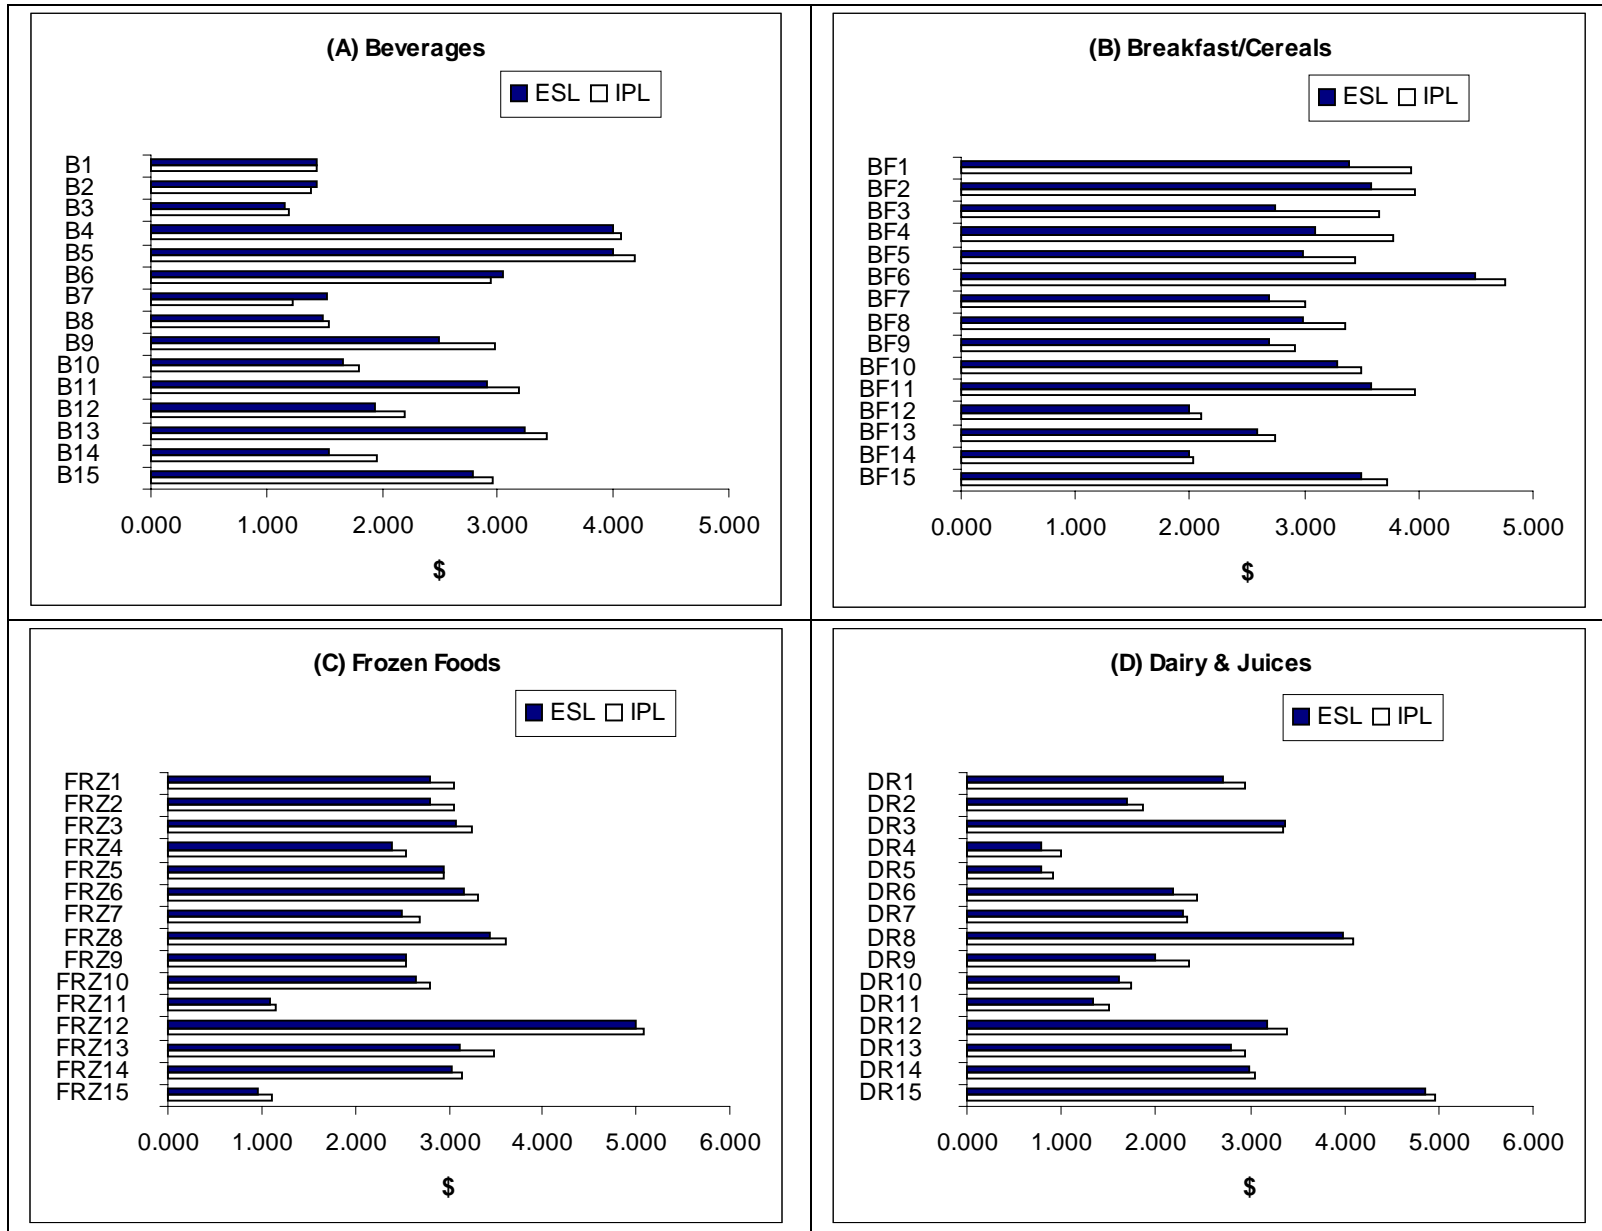 (A) Beverages
ESL IPL
B1
B2
B3
B4
B5
B6
B7
B8
B9
B10
B11
B12
B13
B14
B15
0.000 1.000 2.000 3.000 4.000 5.000
$
(B) Breakfast/Cereals
ESL IPL
BF1
BF2
BF3
BF4
BF5
BF6
BF7
BF8
BF9
BF10
BF11
BF12
BF13
BF14
BF15
0.000 1.000 2.000 3.000 4.000 5.000
$
(C) Frozen Foods
ESL IPL
FRZ1
FRZ2
FRZ3
FRZ4
FRZ5
FRZ6
FRZ7
FRZ8
FRZ9
FRZ10
FRZ11
FRZ12
FRZ13
FRZ14
FRZ15
0.000 1.000 2.000 3.000 4.000 5.000 6.000
$
(D) Dairy & Juices
ESL IPL
DR1
DR2
DR3
DR4
DR5
DR6
DR7
DR8
DR9
DR10
DR11
DR12
DR13
DR14
DR15
0.000 1.000 2.000 3.000 4.000 5.000 6.000
$